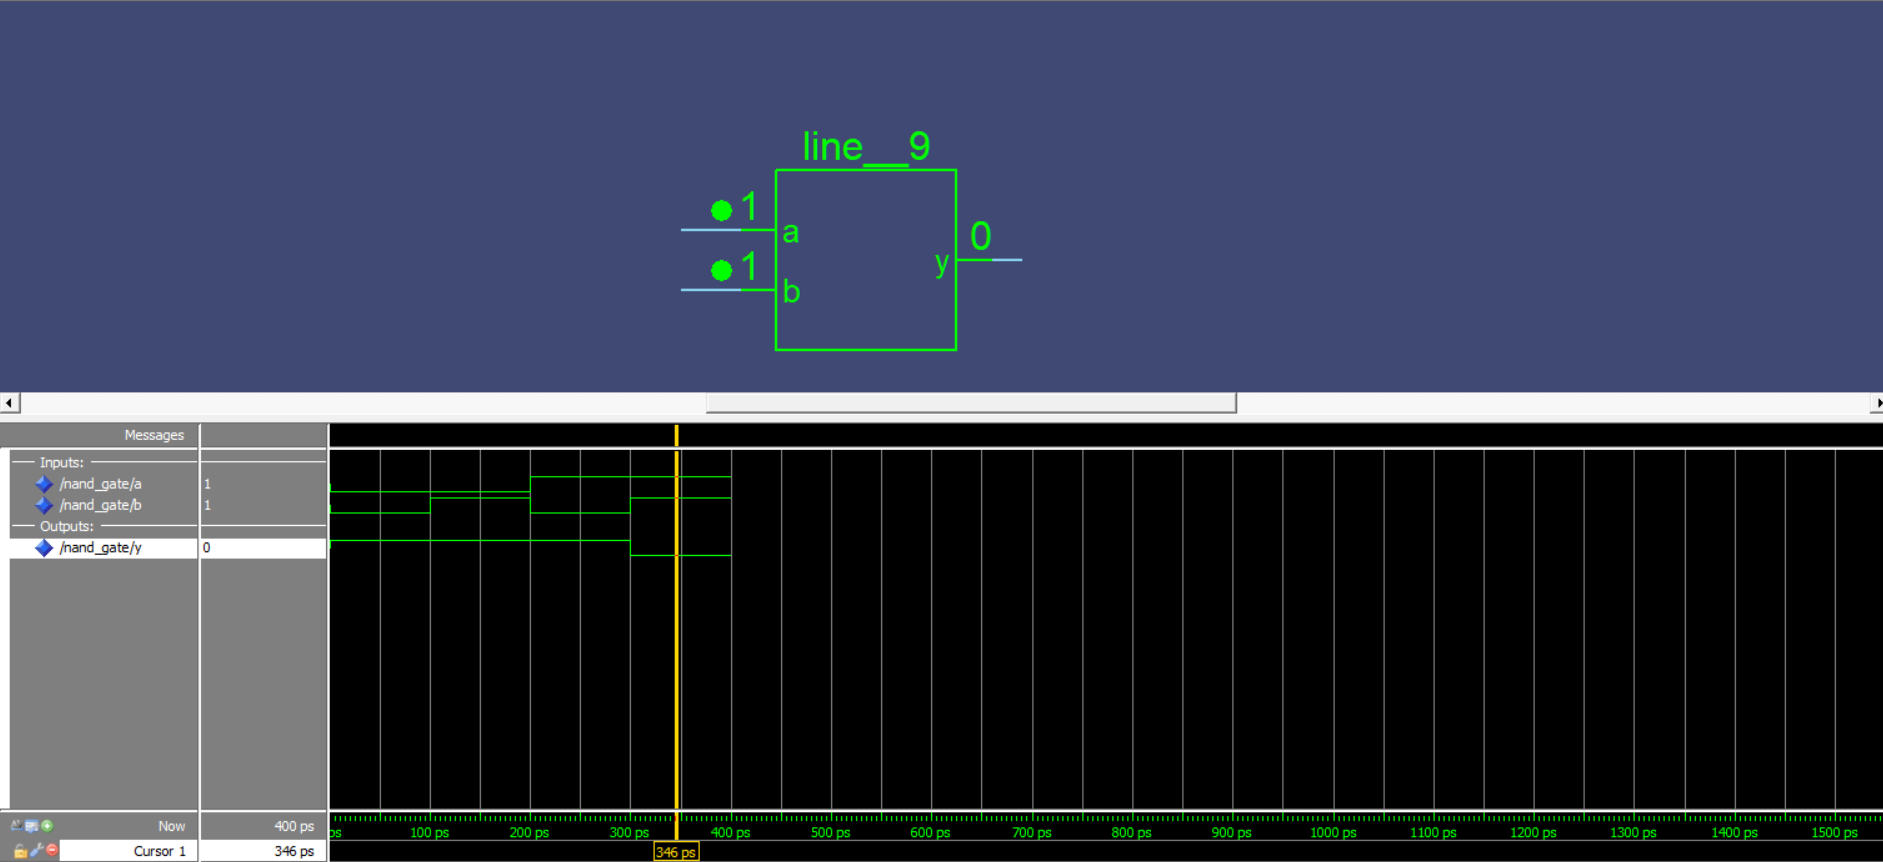 line__9
1
a
0
1
y
b
Messages
Inputs:
/nand_gate/a 1
/nand_gate/b 1
Outputs:
/nand_gate/y 0
Now 400 ps
ps 100 ps 200 ps 300 ps 400 ps 500 ps 600 ps 700 ps 800 ps 900 ps 1000 ps 1100 ps 1200 ps 1300 ps 1400 ps 1500 ps
Cursor 1 346 ps 346 ps